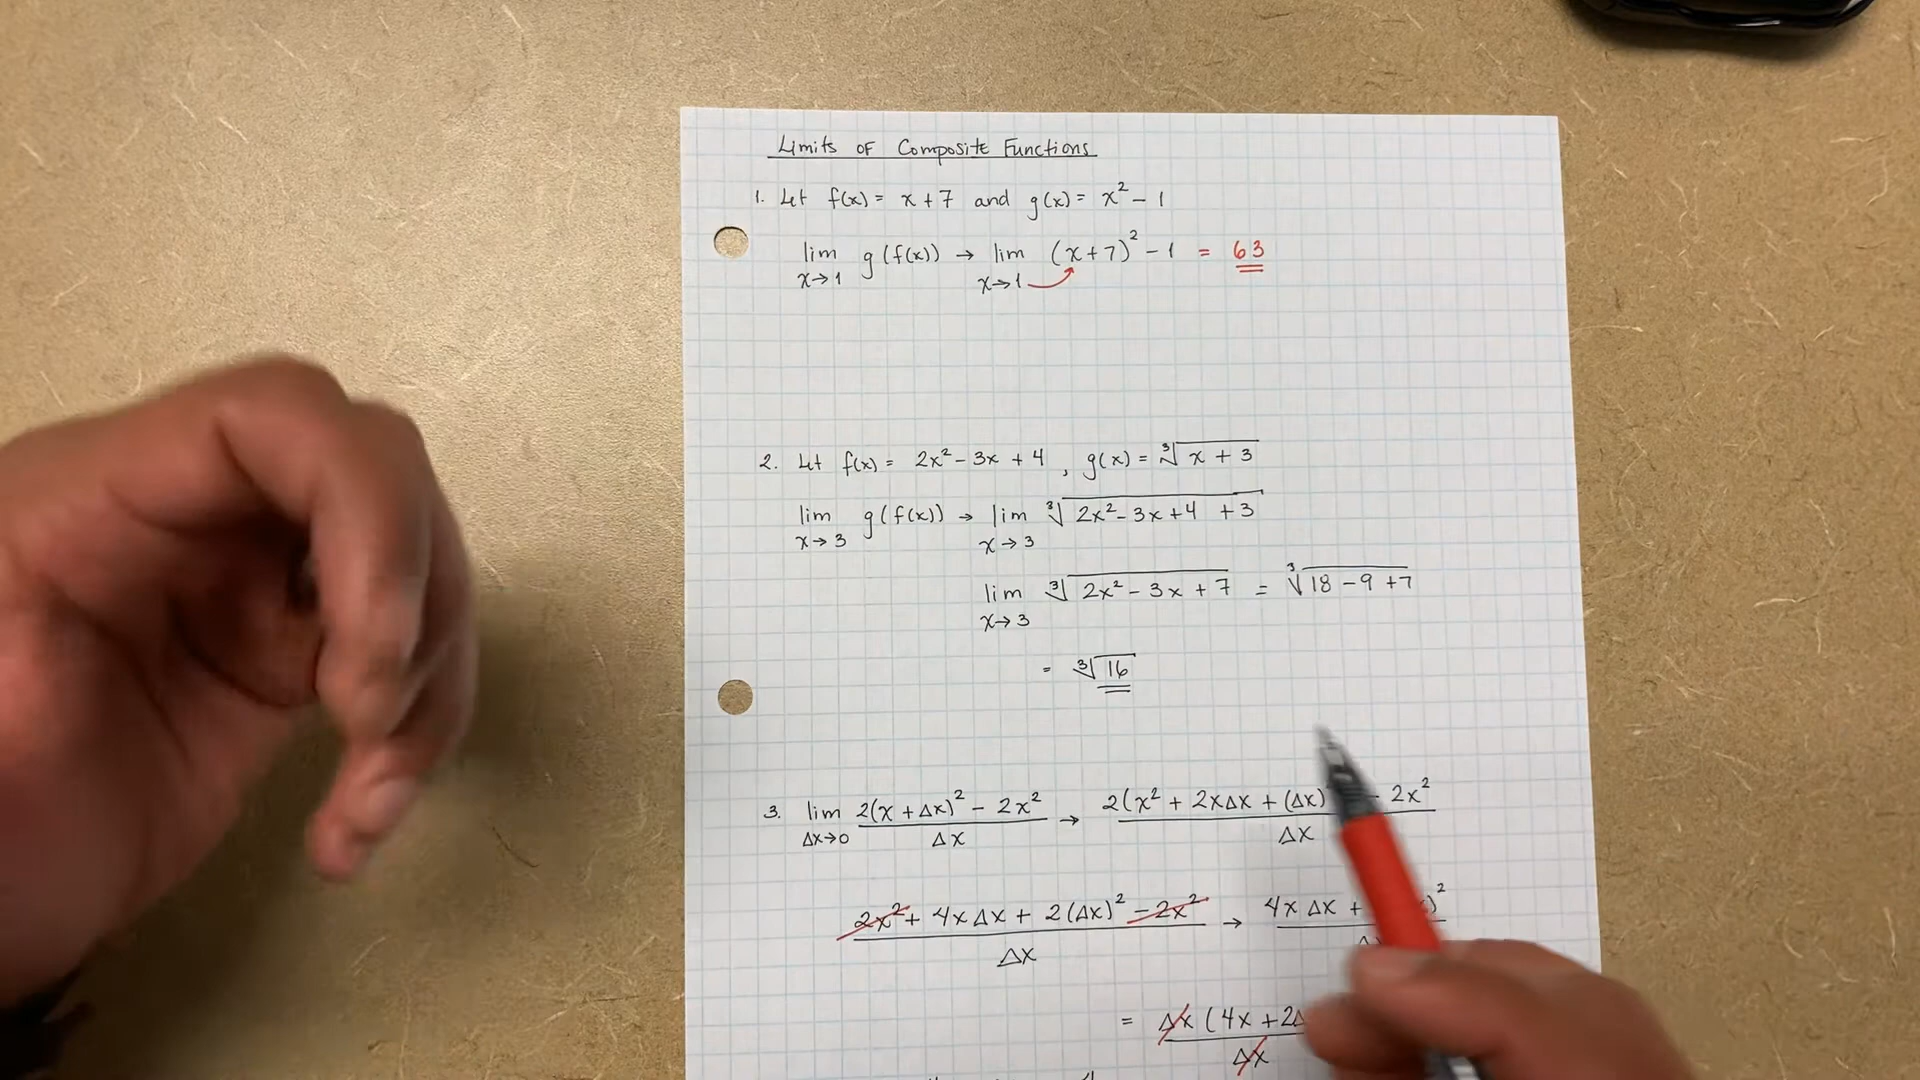 Limits of Composite Functions
1. Let f(x) = x + 7 and g(x) = x² - 1
lim x→1 g(f(x)) → lim x→1 (x+7)² - 1 = 63
2. Let f(x) = 2x² - 3x + 4 , g(x) = ∛(x + 3)
lim x→3 g(f(x)) → lim x→3 ∛(2x² - 3x + 4 + 3)
lim x→3 ∛(2x² - 3x + 7) = ∛(18 - 9 + 7)
= ∛16
3. lim Δx→0 (2(x + Δx)² - 2x²)/Δx → 2(x² + 2xΔx + (Δx) - 2x² / Δx
(2x² + 4xΔx + 2(Δx)² - 2x²)/Δx → 4xΔx + )²
= Δx(4x + 2Δ / Δx